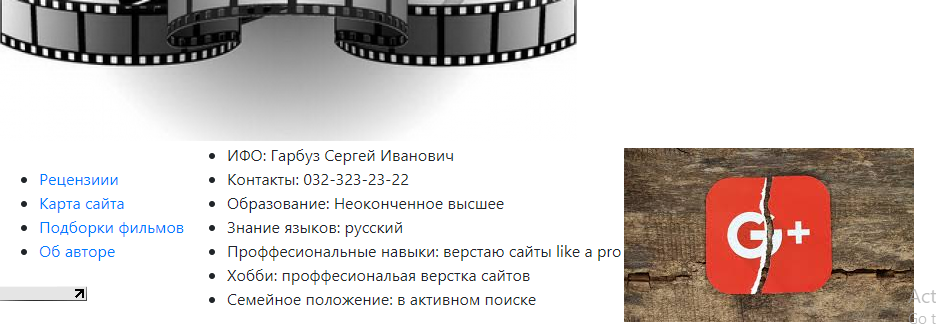 Рецензиии
Карта сайта
Подборки фильмов
Об авторе
ИФО: Гарбуз Сергей Иванович
Контакты: 032-323-23-22
Образование: Неоконченное высшее
Знание языков: русский
Проффесиональные навыки: верстаю сайты like a pro
Хобби: проффесиональая верстка сайтов
Семейное положение: в активном поиске
G+
Act
Go t